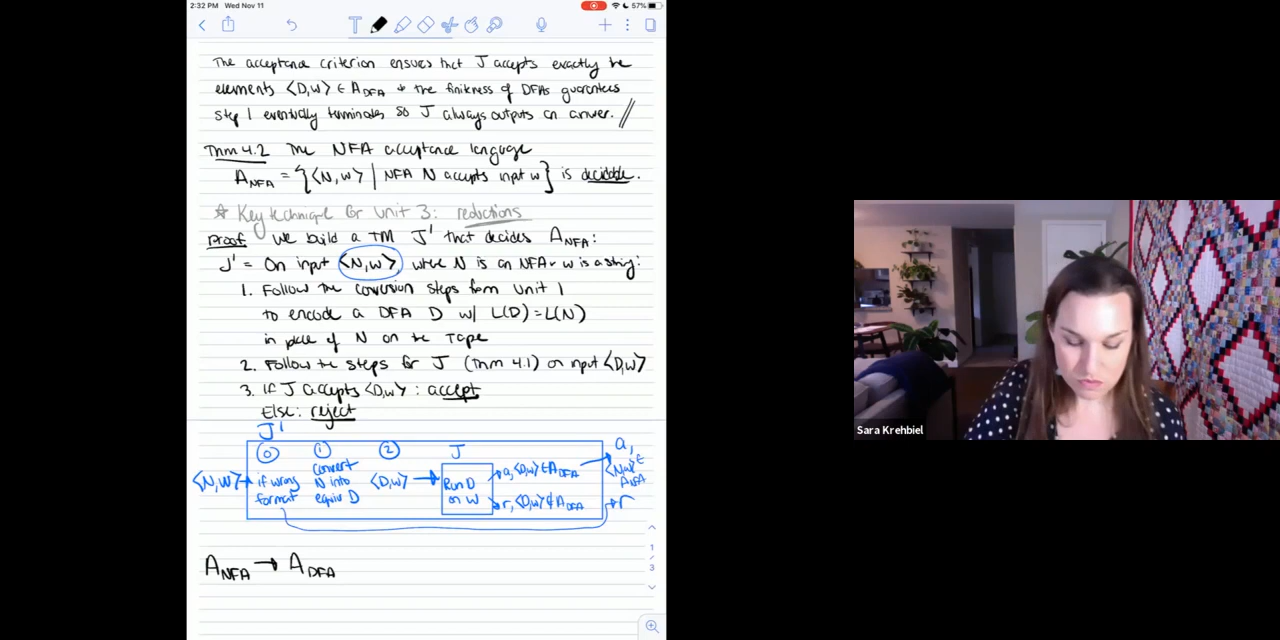 2:32 PM Wed Nov 11
57%
The acceptance criterion ensures that J accepts exactly the
elements ⟨D,w⟩ ∈ A_DFA + the finiteness of DFAs guarantees
step 1 eventually terminates so J always outputs an answer. //
Thm 4.2 The NFA acceptance language
A_NFA = {⟨N,w⟩ | NFA N accepts input w} is decidable.
☆ Key technique for Unit 3: reductions
Proof We build a TM J' that decides A_NFA:
J' = On input ⟨N,w⟩, where N is an NFA + w is a string:
1. Follow the conversion steps from Unit 1
to encode a DFA D w/ L(D)=L(N)
in place of N on the tape
2. Follow the steps for J (Thm 4.1) on input ⟨D,w⟩
3. If J accepts ⟨D,w⟩ : accept
Else: reject
J'
0 1 2 J a,
⟨N,w⟩ if wrong format convert N into equiv D ⟨D,w⟩ → Run D on w a, ⟨D,w⟩ ∈ A_DFA ⟨N,w⟩ ∈ A_NFA
r, ⟨D,w⟩ ∉ A_DFA r
A_NFA → A_DFA
1
/
3
Sara Krehbiel